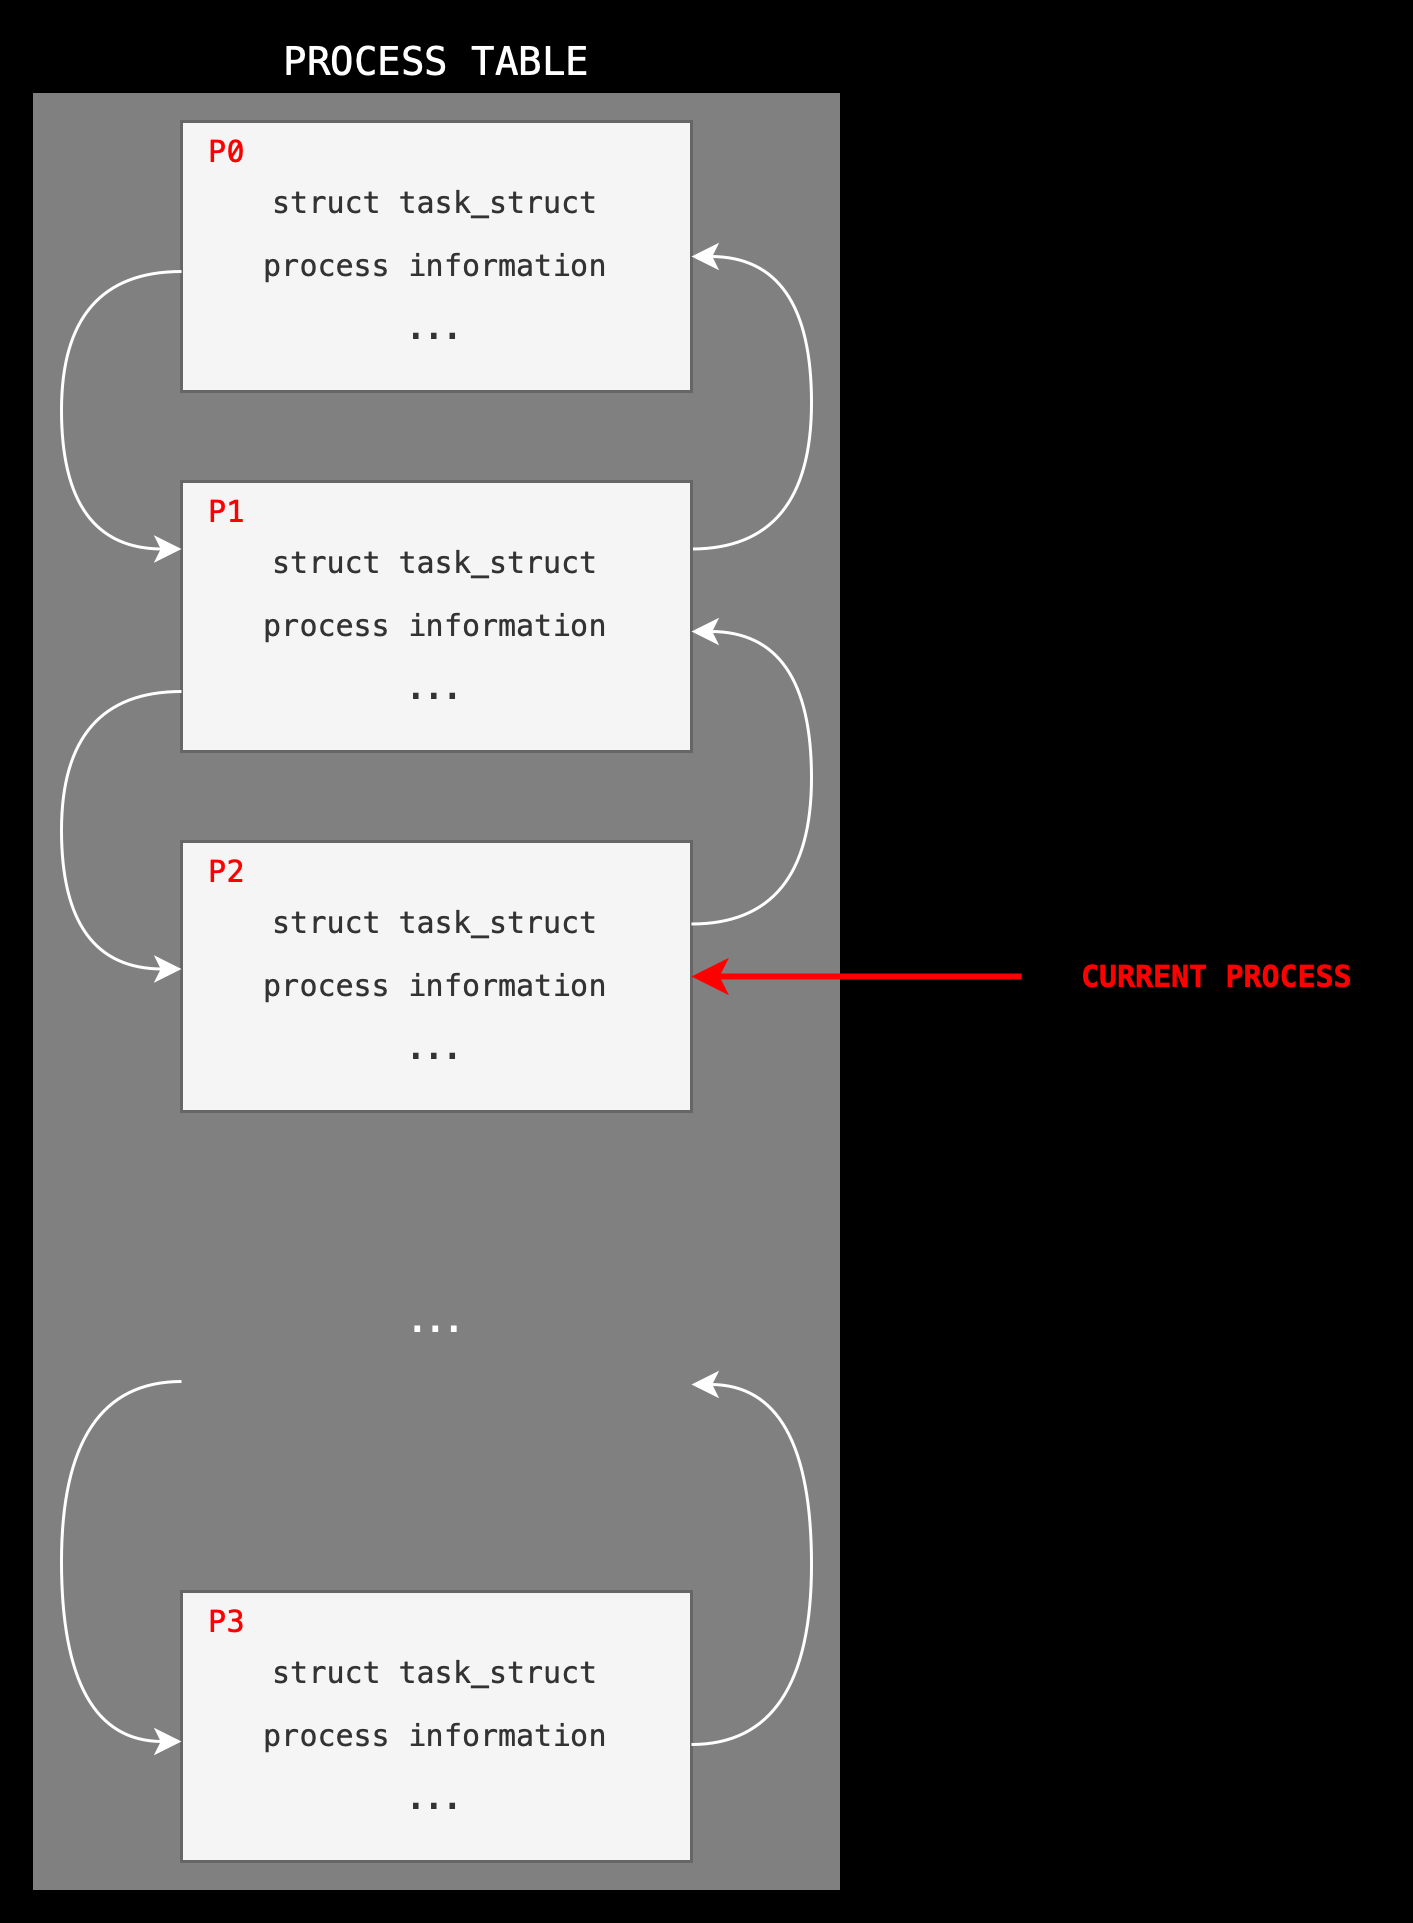 PROCESS TABLE
P0
struct task_struct
process information
...
P1
struct task_struct
process information
...
P2
struct task_struct
process information
...
CURRENT PROCESS
...
P3
struct task_struct
process information
...